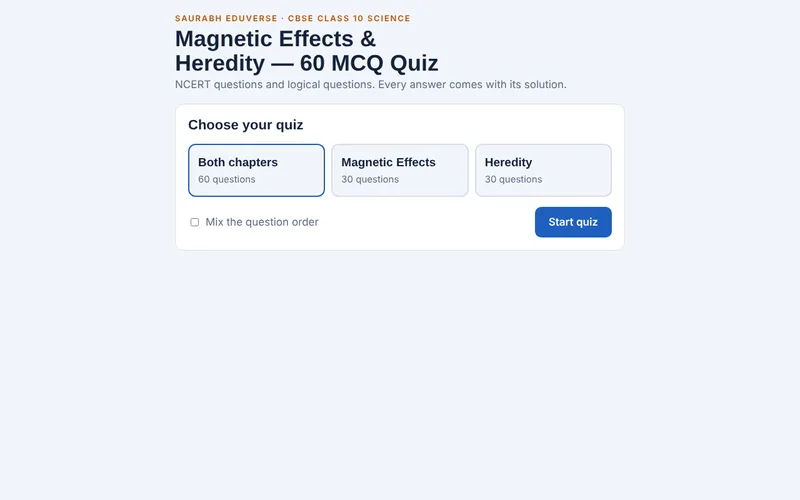 SAURABH EDUVERSE · CBSE CLASS 10 SCIENCE
Magnetic Effects &
Heredity — 60 MCQ Quiz
NCERT questions and logical questions. Every answer comes with its solution.
Choose your quiz
Both chapters
60 questions
Magnetic Effects
30 questions
Heredity
30 questions
Mix the question order
Start quiz